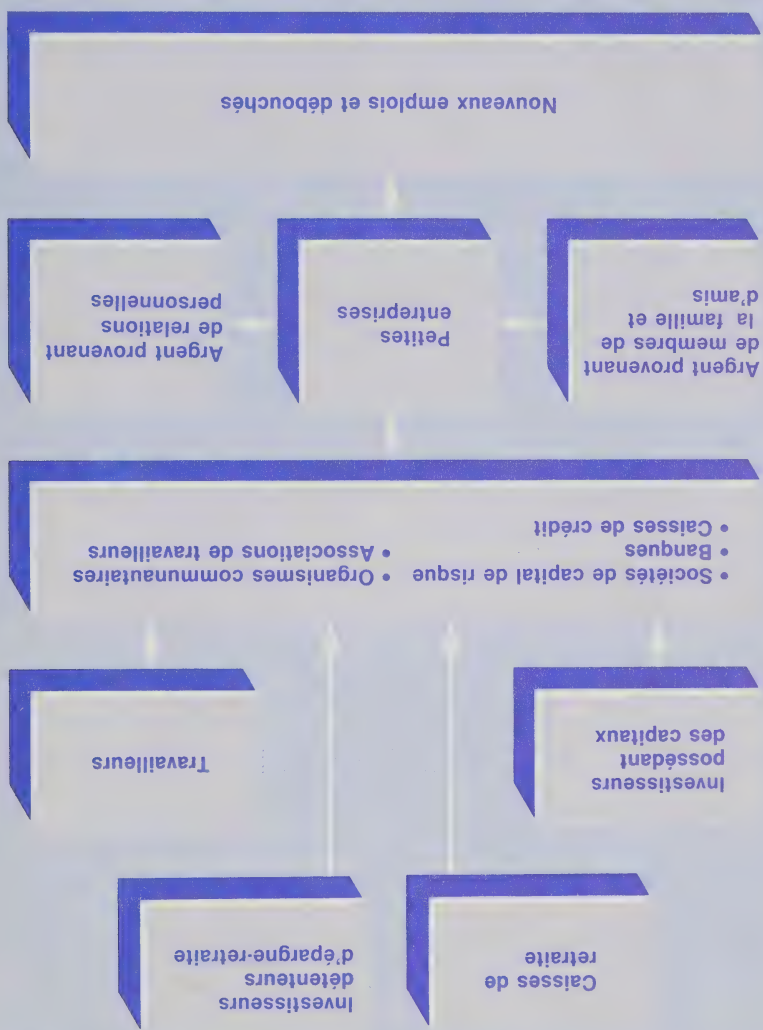 Caisses de
retraite
Investisseurs
détenteurs
d'épargne-retraite
Investisseurs
possédant
des capitaux
Travailleurs
• Sociétés de capital de risque
• Banques
• Caisses de crédit
• Organismes communautaires
• Associations de travailleurs
Argent provenant
de membres de
la famille et
d'amis
Petites
entreprises
Argent provenant
de relations
personnelles
Nouveaux emplois et débouchés